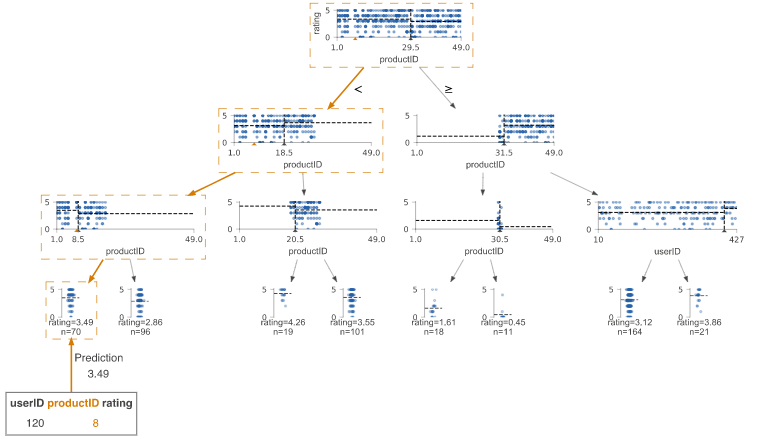 rating
5
0
1.0 29.5 49.0
productID
< ≥
5
0
1.0 18.5 49.0
productID
5
0
1.0 31.5 49.0
productID
5
0
1.0 8.5 49.0
productID
5
0
1.0 20.5 49.0
productID
5
0
1.0 30.5 49.0
productID
5
0
10 427
userID
5
0
rating=3.49
n=70
5
0
rating=2.86
n=96
5
0
rating=4.26
n=19
5
0
rating=3.55
n=101
5
0
rating=1.61
n=18
5
0
rating=0.45
n=11
5
0
rating=3.12
n=164
5
0
rating=3.86
n=21
Prediction
3.49
userID productID rating
120 8